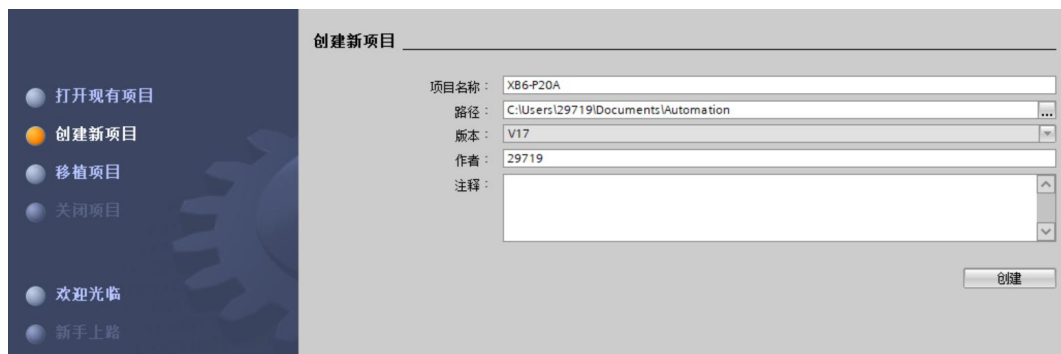 打开现有项目
创建新项目
移植项目
关闭项目
欢迎光临
新手上路
创建新项目
项目名称： XB6-P20A
路径： C:\Users\29719\Documents\Automation ...
版本： V17
作者： 29719
注释：
创建